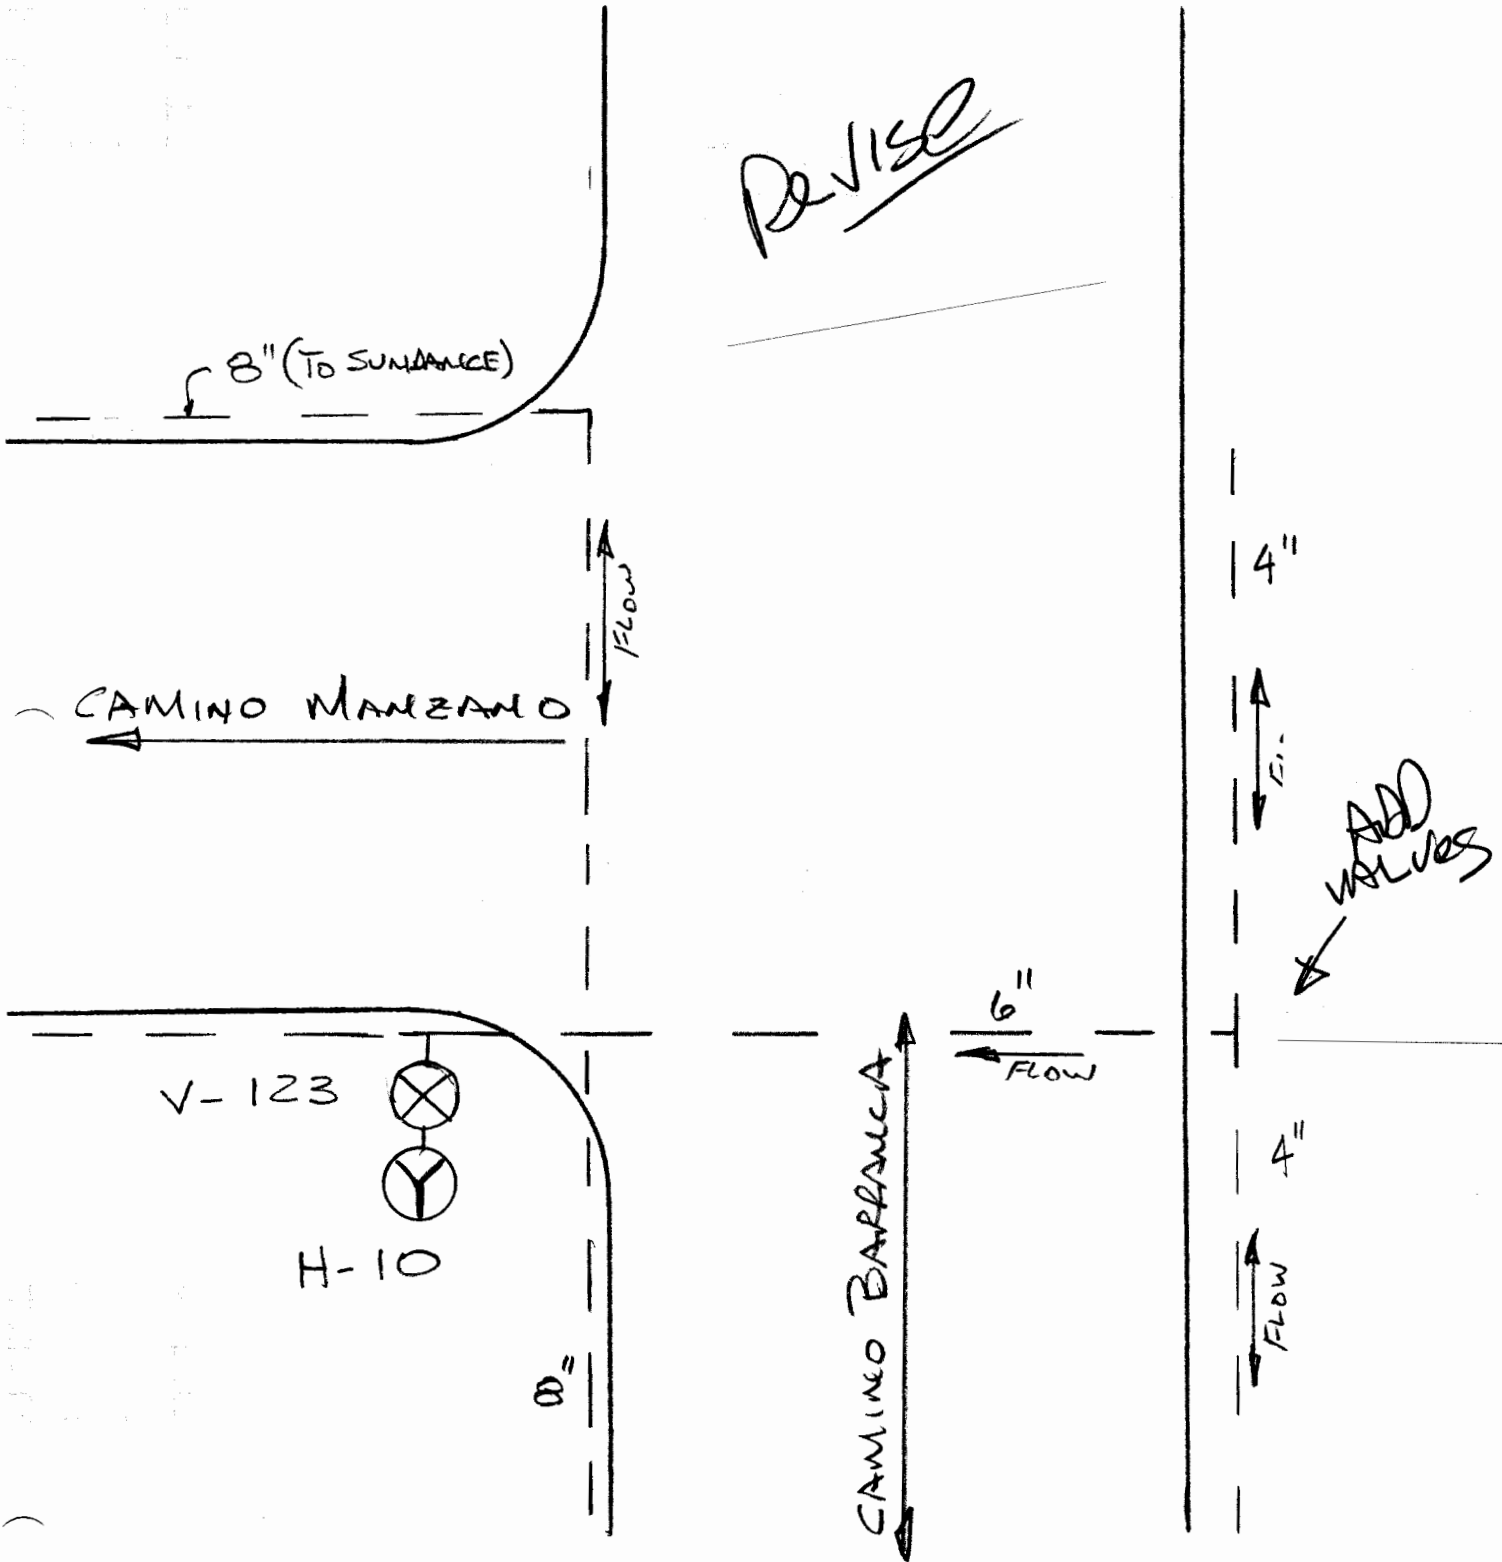 Revise
8" (TO SUNDANCE)
4"
FLOW
CAMINO MANZANO
ADD
VALVES
6"
FLOW
V-123
4"
H-10
CAMINO BARRANCA
FLOW
8"